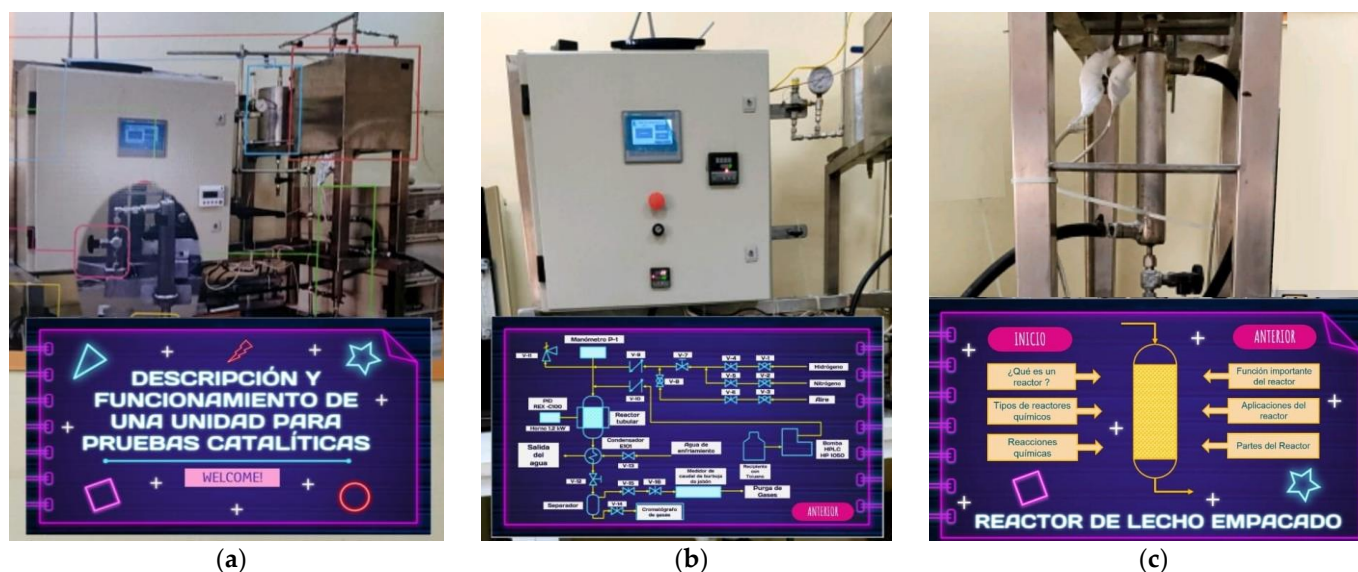 DESCRIPCIÓN Y
FUNCIONAMIENTO DE
UNA UNIDAD PARA
PRUEBAS CATALÍTICAS
WELCOME!
(a)
Manómetro P-1
V-11
V-9
V-7
V-4
V-1
Hidrógeno
V-8
V-5
V-2
Nitrógeno
V-10
V-6
V-3
Aire
PID
REX -C100
Horno 1.2 kW
Reactor
tubular
Salida
del agua
Condensador
E101
V-13
Agua de
enfriamiento
Recipiente
con
Tolueno
Bomba
HPLC
HP 1050
V-12
V-15
V-16
Medidor de
caudal de burbuja
de jabón
Purga de
Gases
Separador
V-14
Cromatógrafo
de gases
ANTERIOR
(b)
INICIO
ANTERIOR
¿Qué es un
reactor ?
Función importante
del reactor
Tipos de reactores
químicos
Aplicaciones del
reactor
Reacciones
químicas
Partes del Reactor
REACTOR DE LECHO EMPACADO
(c)